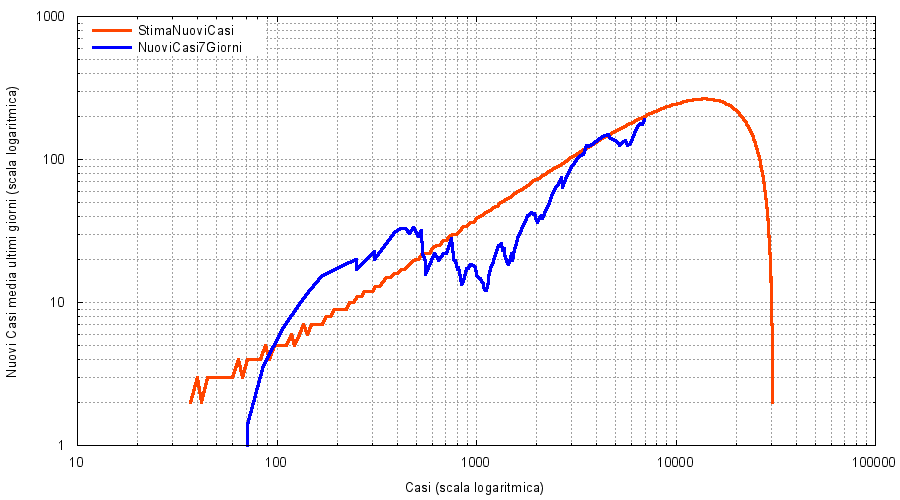 1000
StimaNuoviCasi
NuoviCasi7Giorni
100
10
1
Nuovi Casi media ultimi giorni (scala logaritmica)
10 100 1000 10000 100000
Casi (scala logaritmica)